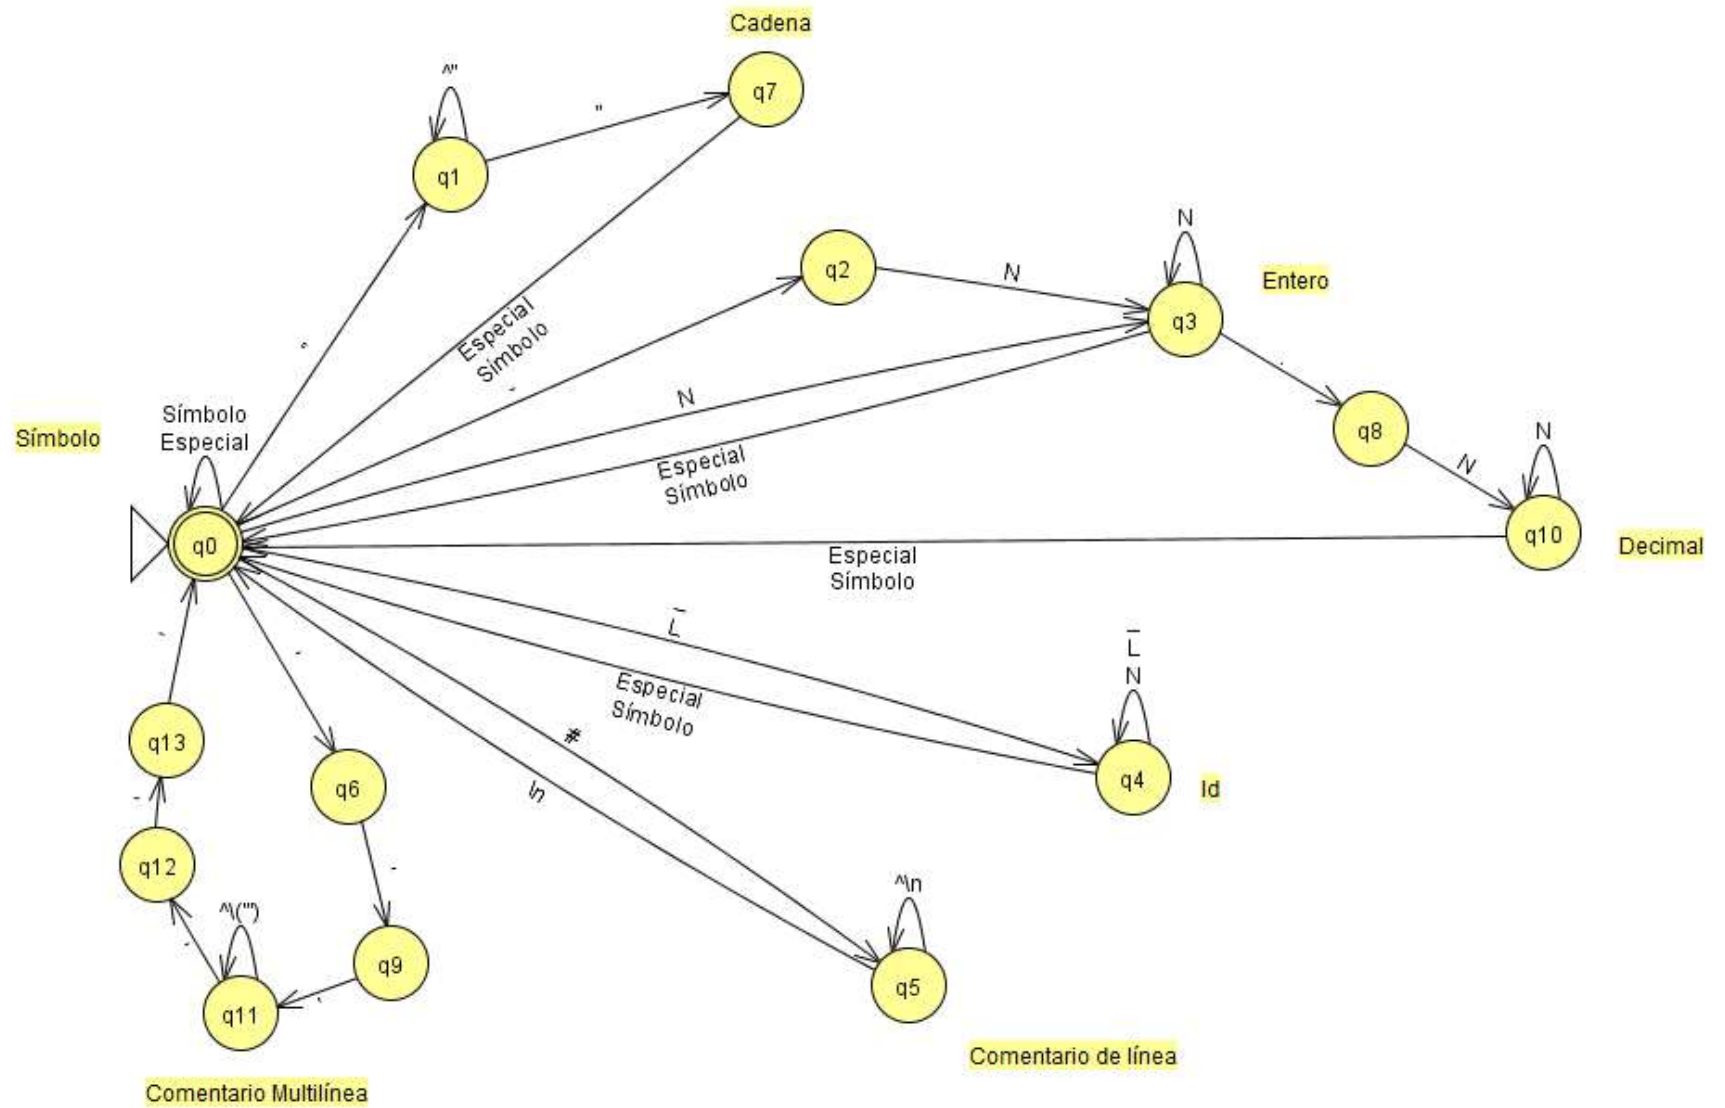 Cadena
^"
"
q7
q1
N
q2
N
Entero
q3
"
Especial
Símbolo
-
.
N
Símbolo
Especial
Símbolo
q8
N
N
Especial
Símbolo
q0
q10
Decimal
Especial
Símbolo
'
_
L
'
_
L
N
Especial
Símbolo
#
q13
q4
Id
q6
\n
'
q12
'
^\n
^\(''')
q9
'
q5
'
q11
Comentario de línea
Comentario Multilínea